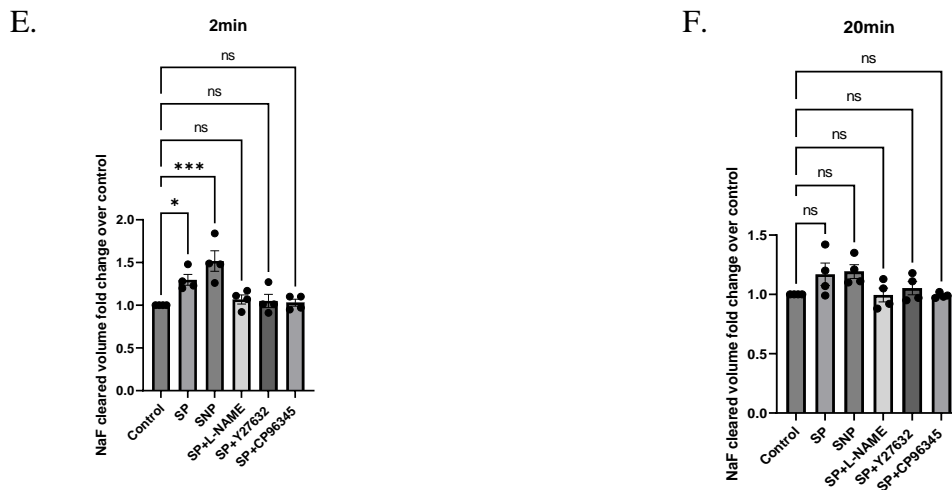 E.
2min
ns
ns
ns
***
*
NaF cleared volume fold change over control
2.0
1.5
1.0
0.5
0.0
Control
SP
SNP
SP+L-NAME
SP+Y27632
SP+CP96345
F.
20min
ns
ns
ns
ns
ns
NaF cleared volume fold change over control
1.5
1.0
0.5
0.0
Control
SP
SNP
SP+L-NAME
SP+Y27632
SP+CP96345